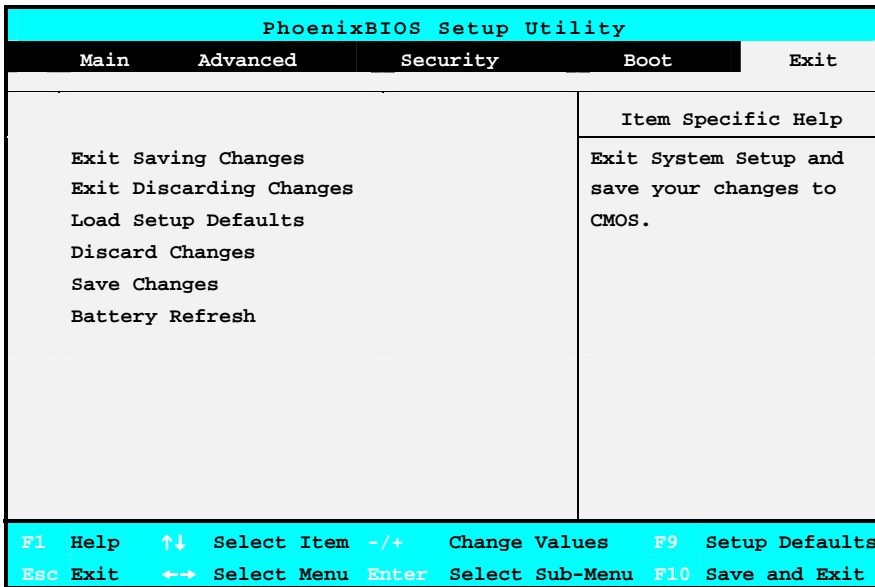 PhoenixBIOS Setup Utility
Main Advanced Security Boot Exit
Item Specific Help
Exit Saving Changes
Exit Discarding Changes
Load Setup Defaults
Discard Changes
Save Changes
Battery Refresh
Exit System Setup and
save your changes to
CMOS.
F1 Help ↑↓ Select Item -/+ Change Values F9 Setup Defaults
Esc Exit ←→ Select Menu Enter Select Sub-Menu F10 Save and Exit